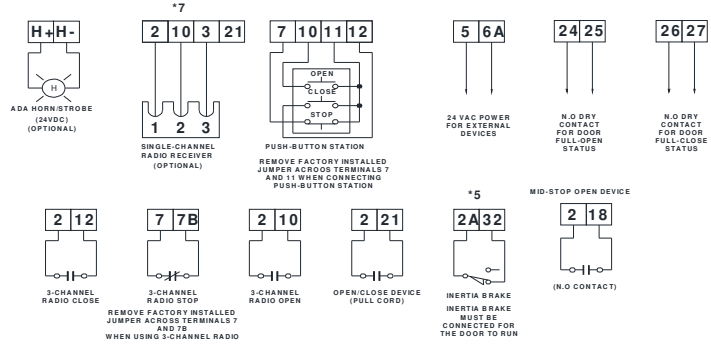 *7
H+ H-
2 10 3 21
7 10 11 12
5 6A
24 25
26 27
OPEN
CLOSE
STOP
H
1 2 3
ADA HORN/STROBE
(24VDC)
(OPTIONAL)
SINGLE-CHANNEL
RADIO RECEIVER
(OPTIONAL)
PUSH-BUTTON STATION
REMOVE FACTORY INSTALLED
JUMPER ACROOS TERMINALS 7
AND 11 WHEN CONNECTING
PUSH-BUTTON STATION
24 VAC POWER
FOR EXTERNAL
DEVICES
N.O DRY
CONTACT
FOR DOOR
FULL-OPEN
STATUS
N.O DRY
CONTACT
FOR DOOR
FULL-CLOSE
STATUS
*5
MID-STOP OPEN DEVICE
2 12
7 7B
2 10
2 21
2A 32
2 18
3-CHANNEL
RADIO CLOSE
3-CHANNEL
RADIO STOP
REMOVE FACTORY INSTALLED
JUMPER ACROSS TERMINALS 7
AND 7B
WHEN USING 3-CHANNEL RADIO
3-CHANNEL
RADIO OPEN
OPEN/CLOSE DEVICE
(PULL CORD)
INERTIA BRAKE
INERTIA BRAKE
MUST BE
CONNECTED FOR
THE DOOR TO RUN
(N.O CONTACT)